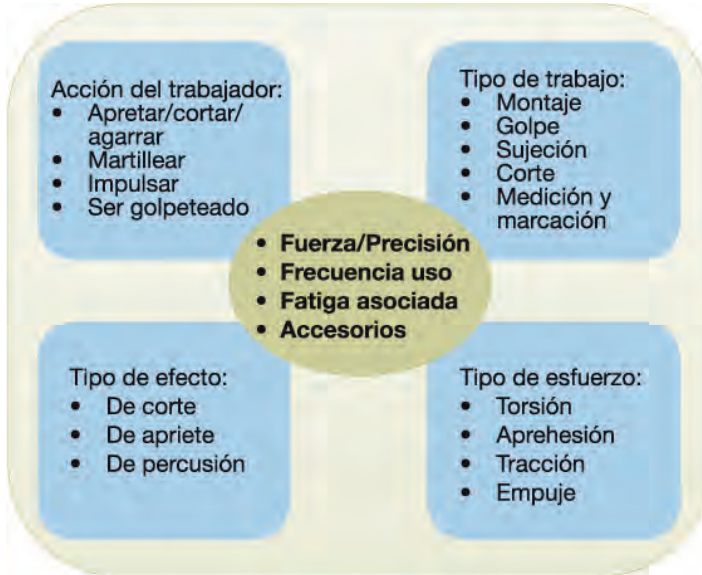 Acción del trabajador:
• Apretar/cortar/
agarrar
• Martillear
• Impulsar
• Ser golpeteado
Tipo de trabajo:
• Montaje
• Golpe
• Sujeción
• Corte
• Medición y
marcación
• Fuerza/Precisión
• Frecuencia uso
• Fatiga asociada
• Accesorios
Tipo de efecto:
• De corte
• De apriete
• De percusión
Tipo de esfuerzo:
• Torsión
• Aprehesión
• Tracción
• Empuje